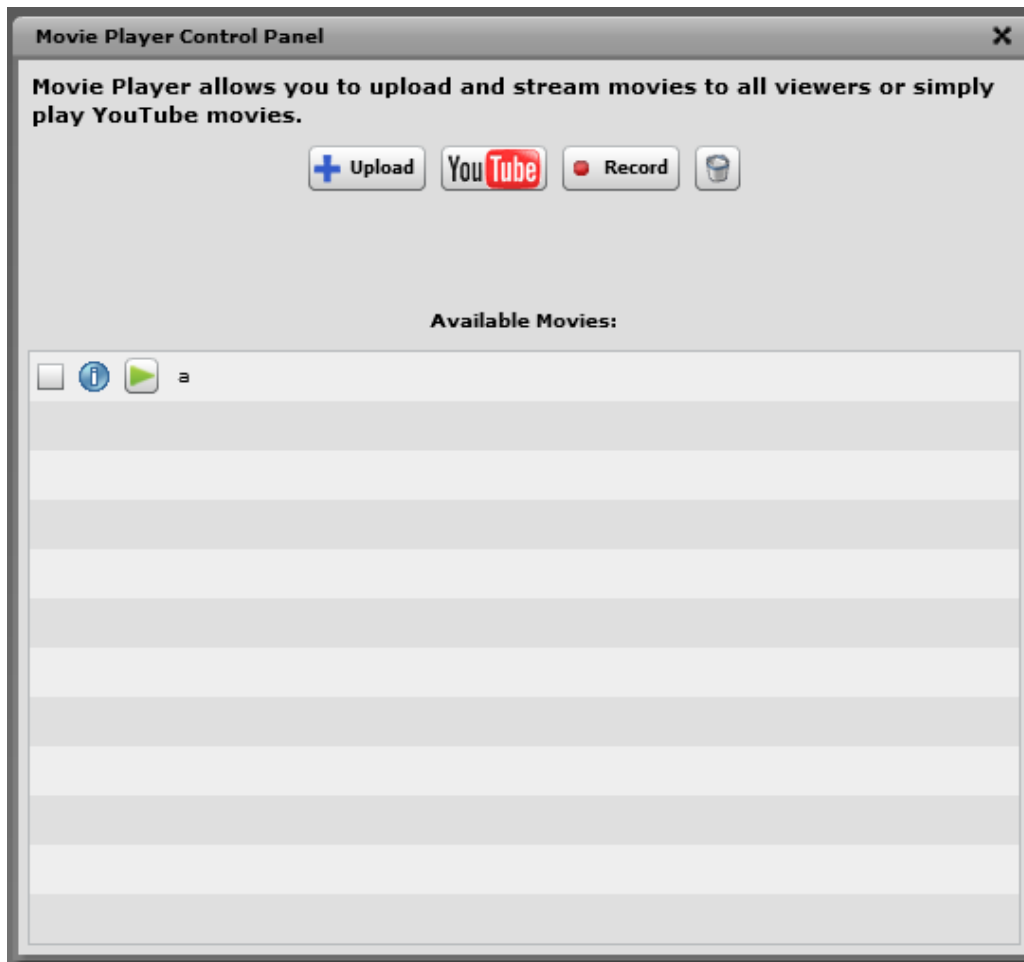 Movie Player Control Panel
Movie Player allows you to upload and stream movies to all viewers or simply
play YouTube movies.
Upload YouTube Record
Available Movies:
a